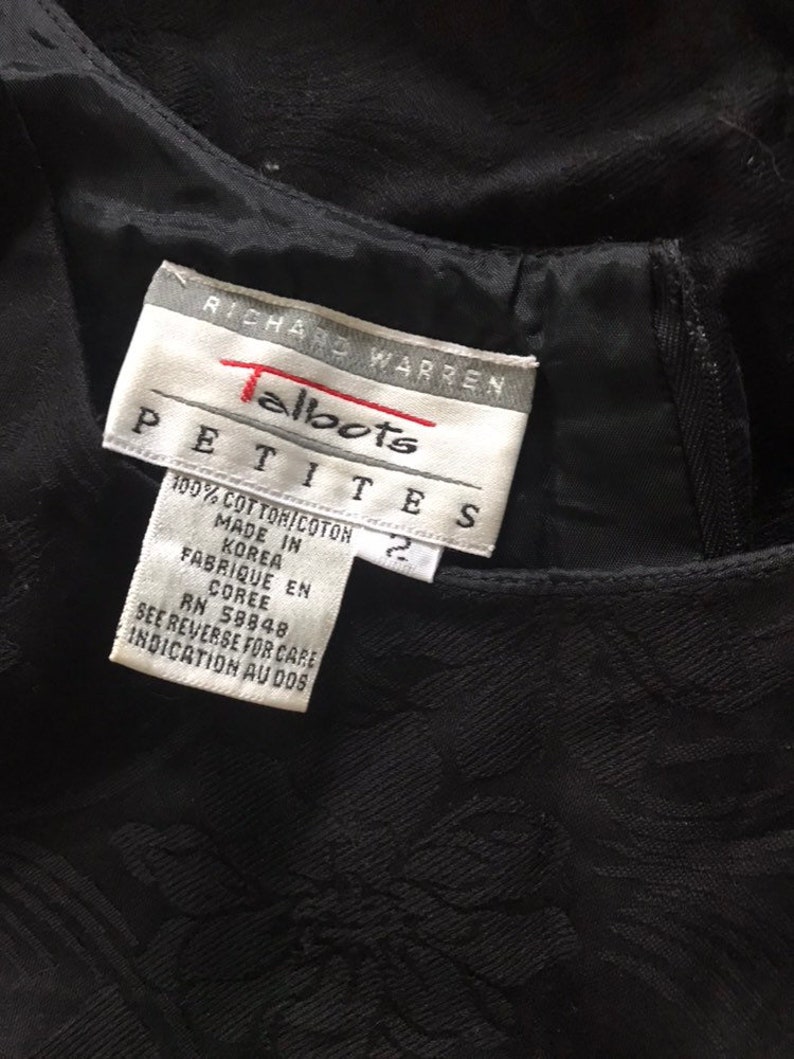 RICHARD WARREN
Talbots
PETITES
2
100% COTTON/COTON
MADE IN
KOREA
FABRIQUE EN
COREE
RN 58848
SEE REVERSE FOR CARE
INDICATION AU DOS